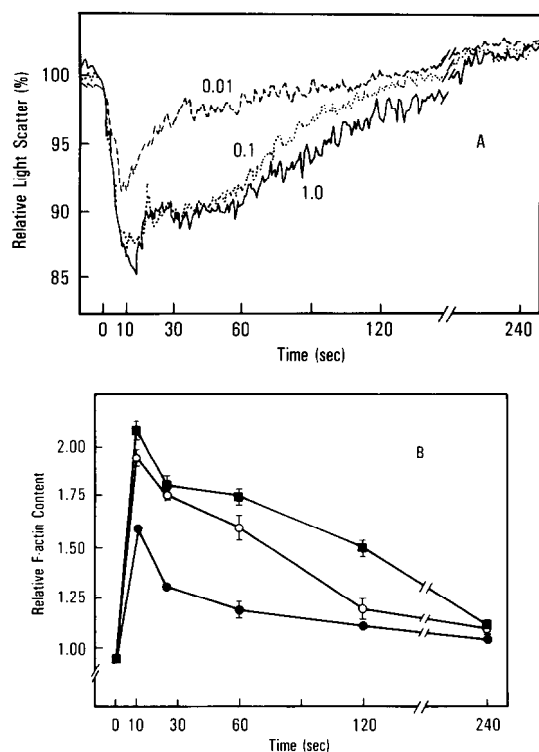 Relative Light Scatter (%)
100
95
90
85
0.01
0.1
1.0
A
0 10 30 60 120 240
Time (sec)
Relative F-actin Content
2.00
1.75
1.50
1.25
1.00
B
0 10 30 60 120 240
Time (sec)